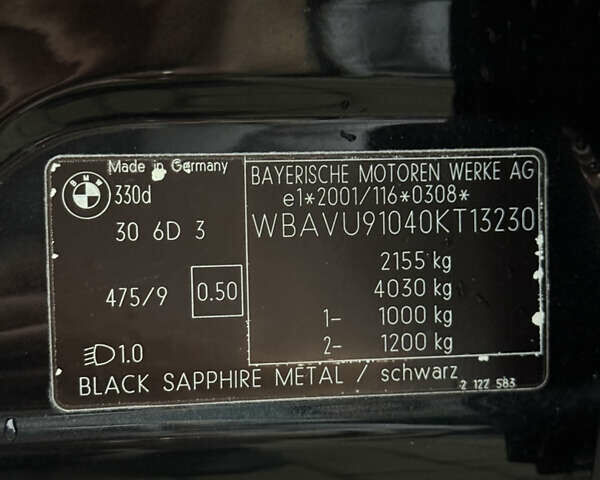 Made in Germany
BMW
330d
30 6D 3
475/9 0.50
1.0
BAYERISCHE MOTOREN WERKE AG
e1*2001/116*0308*
WBAVU91040KT13230
2155 kg
4030 kg
1- 1000 kg
2- 1200 kg
BLACK SAPPHIRE METAL / schwarz
2 122 583